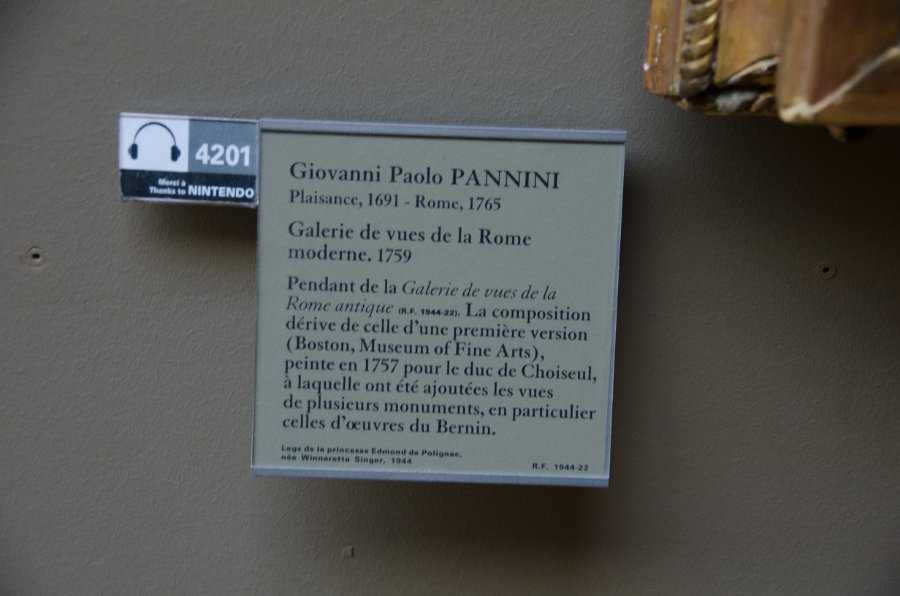 4201
Merci à
Thanks to NINTENDO
Giovanni Paolo PANNINI
Plaisance, 1691 - Rome, 1765
Galerie de vues de la Rome
moderne. 1759
Pendant de la Galerie de vues de la
Rome antique (R.F. 1944-22). La composition
dérive de celle d'une première version
(Boston, Museum of Fine Arts),
peinte en 1757 pour le duc de Choiseul,
à laquelle ont été ajoutées les vues
de plusieurs monuments, en particulier
celles d'œuvres du Bernin.
Legs de la princesse Edmond de Polignac,
née Winnaretta Singer, 1944
R.F. 1944-22